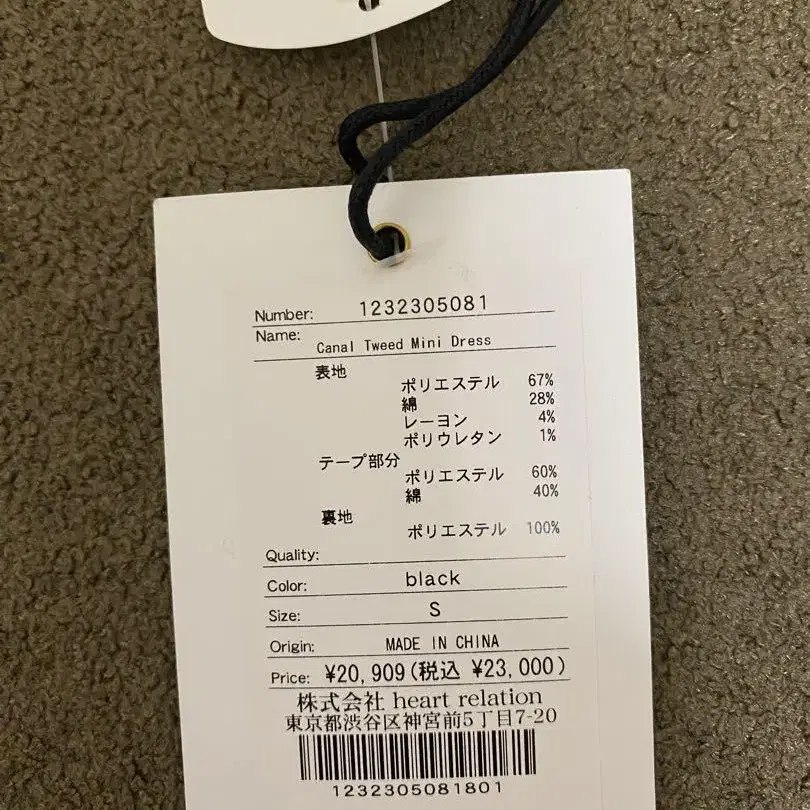 Number: 1232305081
Name:
Canal Tweed Mini Dress
表地
ポリエステル 67%
綿 28%
レーヨン 4%
ポリウレタン 1%
テープ部分
ポリエステル 60%
綿 40%
裏地
ポリエステル 100%
Quality:
Color: black
Size: S
Origin: MADE IN CHINA
Price: ¥20,909(税込 ¥23,000)
株式会社 heart relation
東京都渋谷区神宮前5丁目7-20
1232305081801